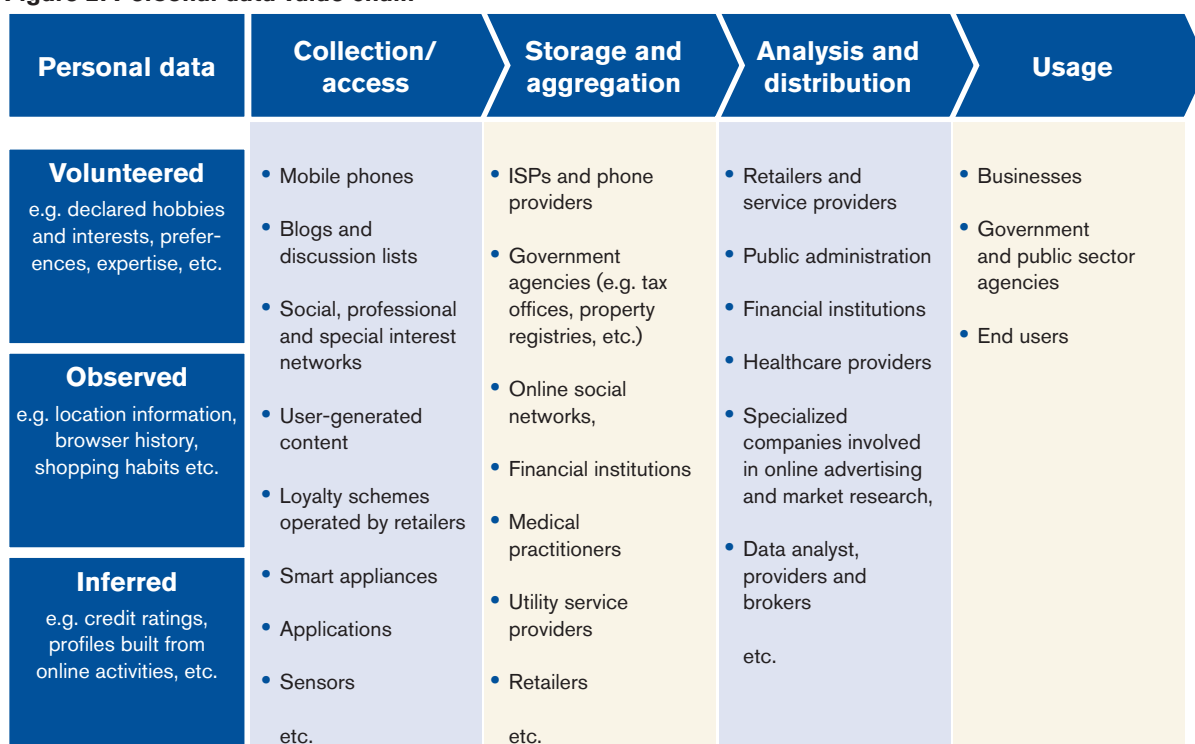 Personal data
Collection/
access
Storage and
aggregation
Analysis and
distribution
Usage
Volunteered
e.g. declared hobbies
and interests, prefer-
ences, expertise, etc.
Observed
e.g. location information,
browser history,
shopping habits etc.
Inferred
e.g. credit ratings,
profiles built from
online activities, etc.
• Mobile phones
• Blogs and
discussion lists
• Social, professional
and special interest
networks
• User-generated
content
• Loyalty schemes
operated by retailers
• Smart appliances
• Applications
• Sensors
etc.
• ISPs and phone
providers
• Government
agencies (e.g. tax
offices, property
registries, etc.)
• Online social
networks,
• Financial institutions
• Medical
practitioners
• Utility service
providers
• Retailers
etc.
• Retailers and
service providers
• Public administration
• Financial institutions
• Healthcare providers
• Specialized
companies involved
in online advertising
and market research,
• Data analyst,
providers and
brokers
etc.
• Businesses
• Government
and public sector
agencies
• End users